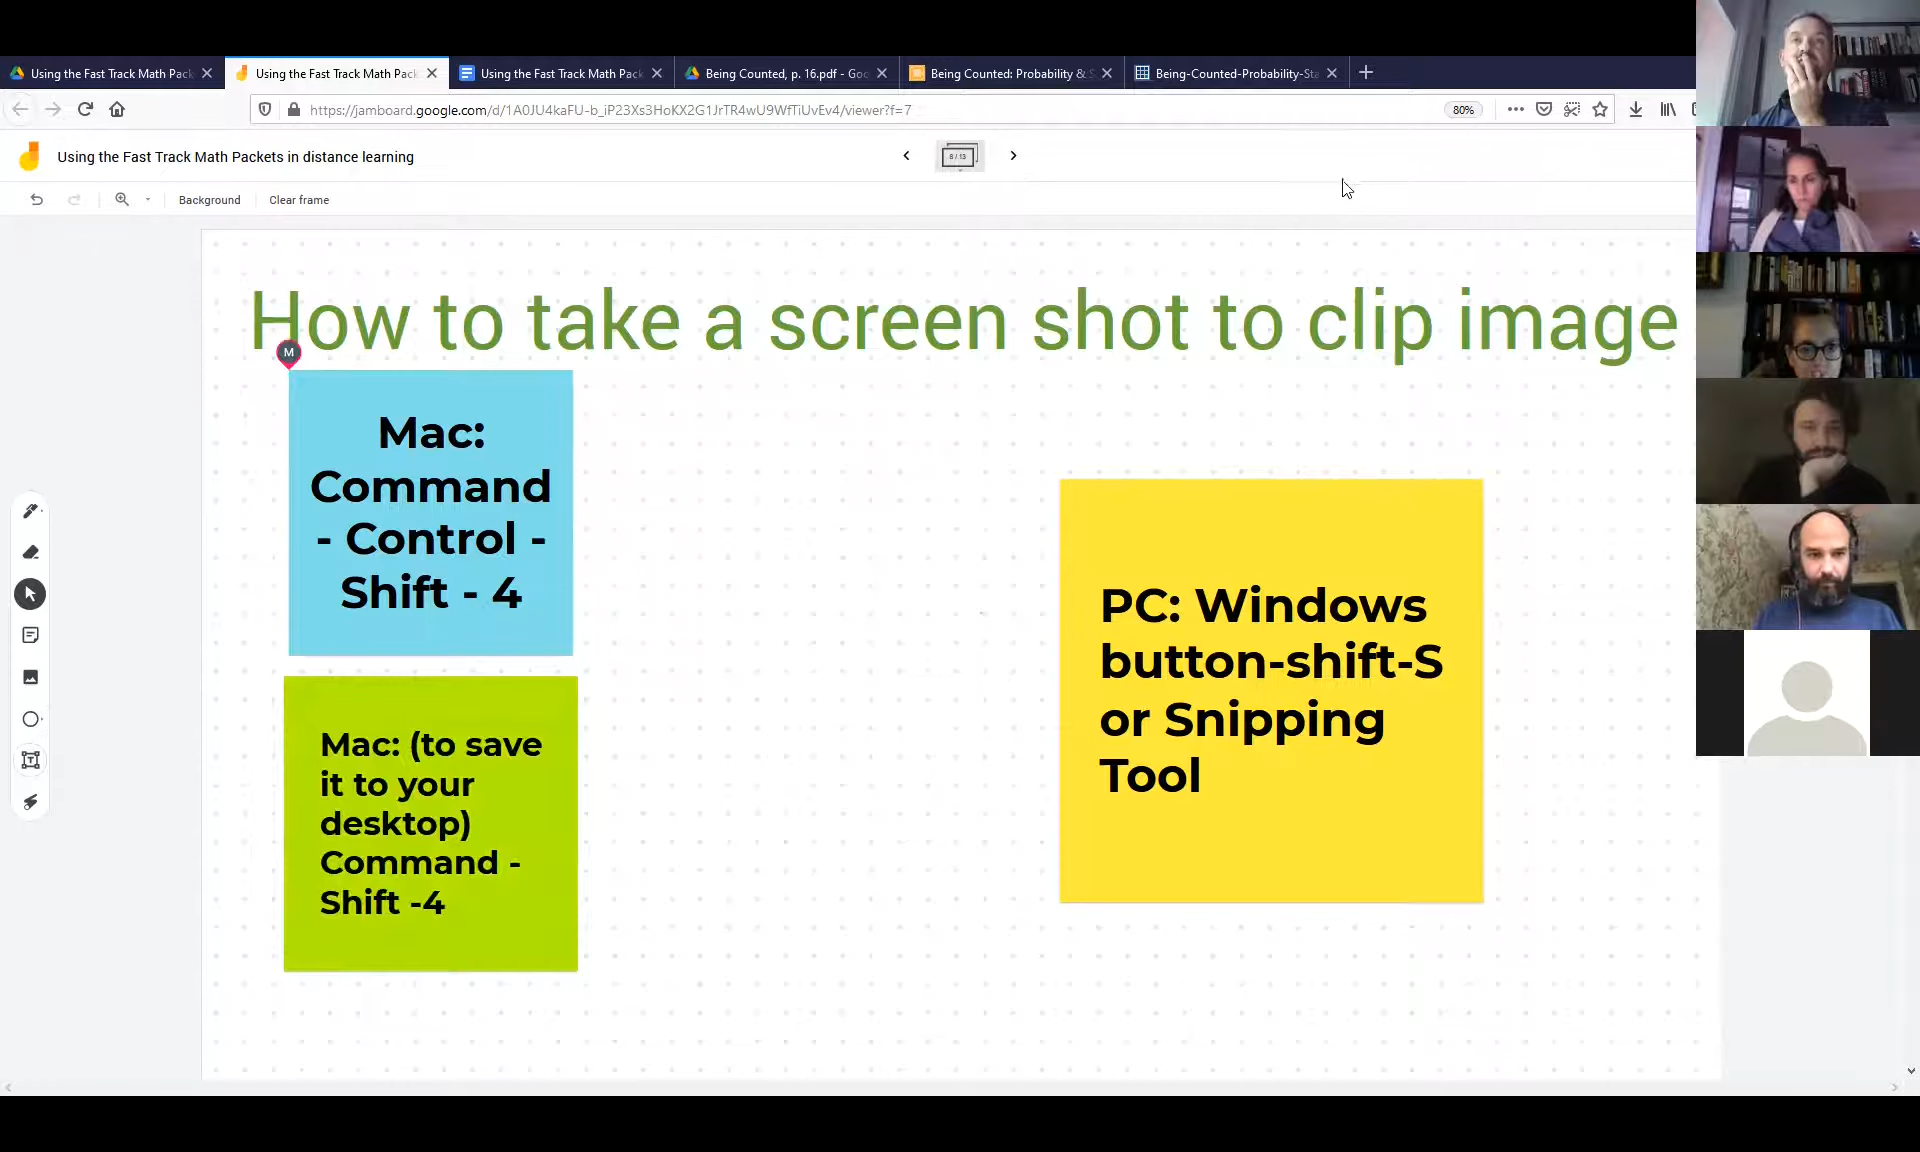 Using the Fast Track Math Pack
Using the Fast Track Math Pack
Using the Fast Track Math Pack
Being Counted, p. 16.pdf - Goo
Being Counted: Probability & S
Being-Counted-Probability-Sta
https://jamboard.google.com/d/1A0JU4kaFU-b_iP23Xs3HoKX2G1JrTR4wU9WfTiUvEv4/viewer?f=7
80%
Using the Fast Track Math Packets in distance learning
8 / 13
Background
Clear frame
How to take a screen shot to clip image
M
Mac:
Command
- Control -
Shift - 4
Mac: (to save
it to your
desktop)
Command -
Shift -4
PC: Windows
button-shift-S
or Snipping
Tool